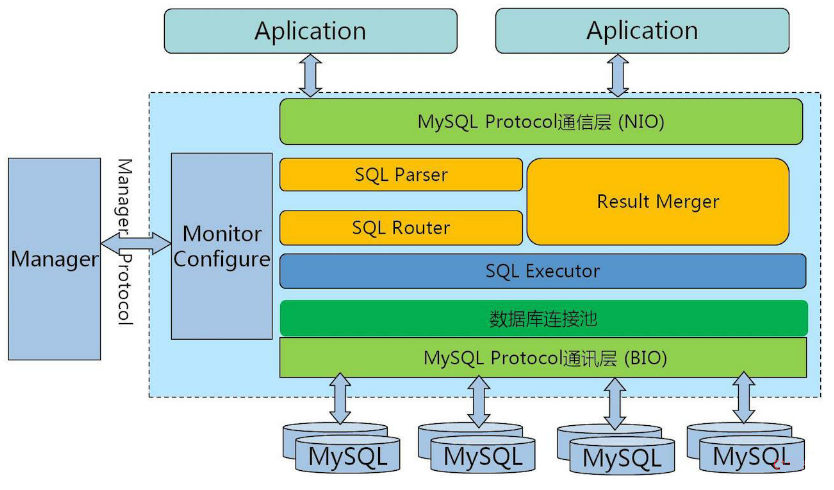 Aplication
Aplication
MySQL Protocol通信层 (NIO)
SQL Parser
Result Merger
SQL Router
Monitor
Configure
Manager
Manager Protocol
SQL Executor
数据库连接池
MySQL Protocol通讯层 (BIO)
MySQL
MySQL
MySQL
MySQL